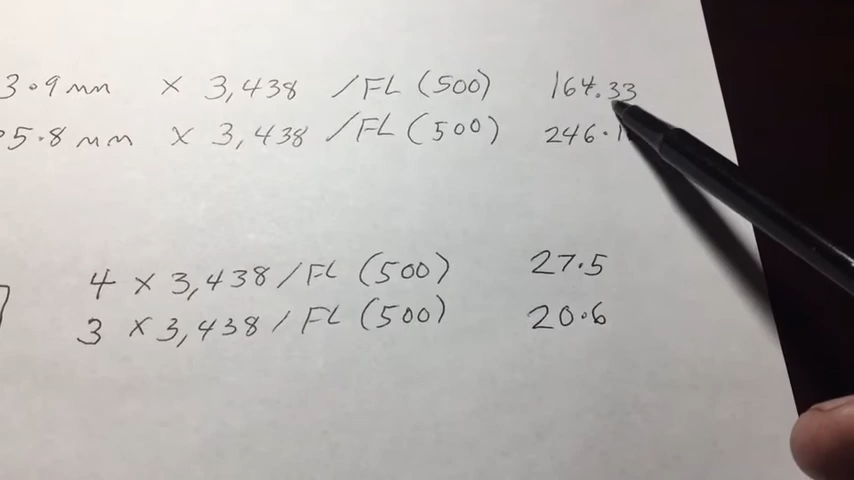 3.9 mm × 3,438 /FL (500) 164.33
5.8 mm × 3,438 /FL (500) 246.1
4 × 3,438 /FL (500) 27.5
3 × 3,438 / FL (500) 20.6